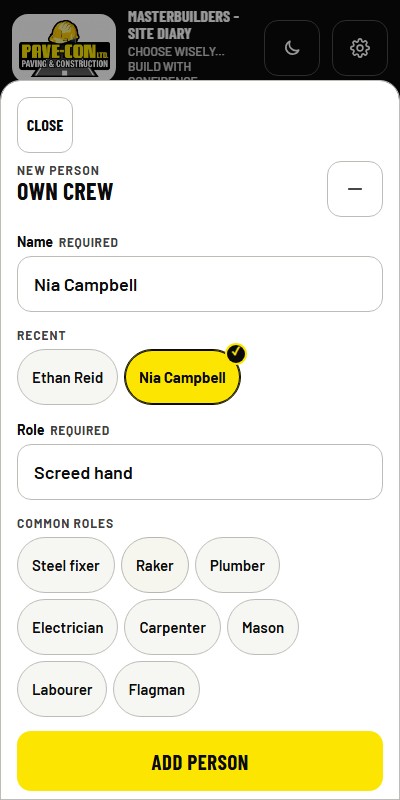 PAVE-CON LTD.
PAVING & CONSTRUCTION
MASTERBUILDERS -
SITE DIARY
CHOOSE WISELY...
BUILD WITH
CONFIDENCE
CLOSE
NEW PERSON
OWN CREW
Name REQUIRED
Nia Campbell
RECENT
Ethan Reid
Nia Campbell
Role REQUIRED
Screed hand
COMMON ROLES
Steel fixer
Raker
Plumber
Electrician
Carpenter
Mason
Labourer
Flagman
ADD PERSON